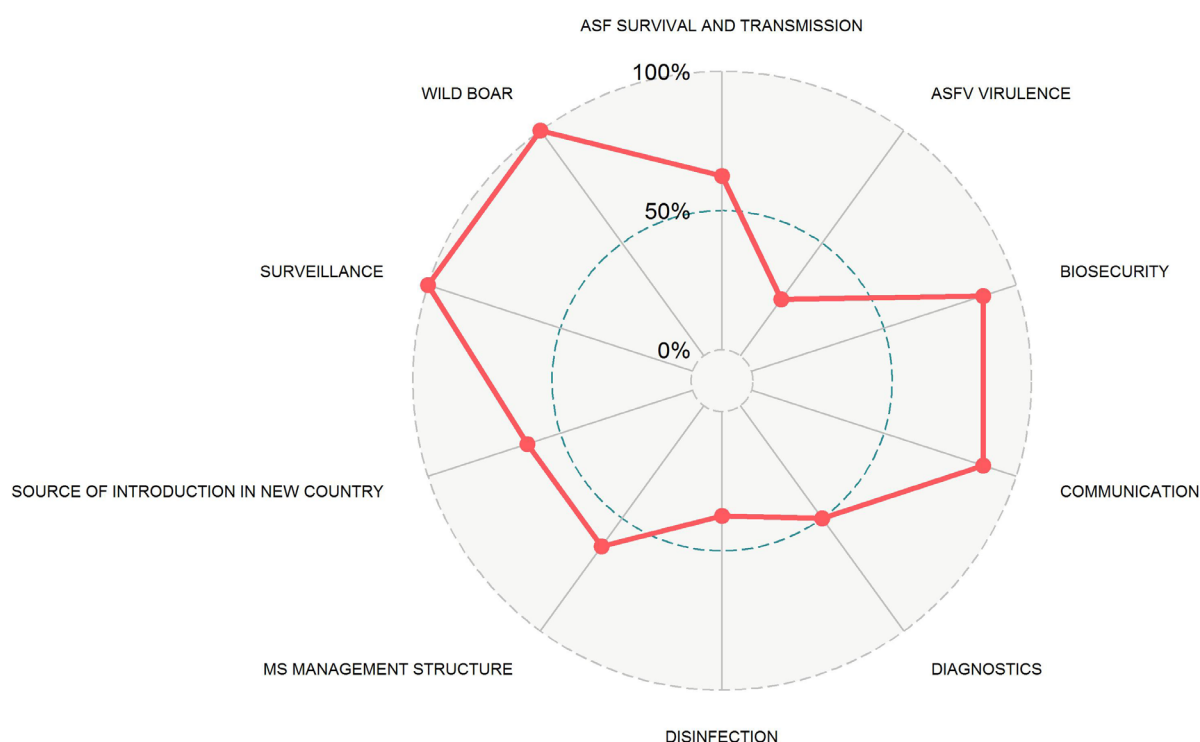 ASF SURVIVAL AND TRANSMISSION
100%
WILD BOAR
ASFV VIRULENCE
50%
SURVEILLANCE
BIOSECURITY
0%
SOURCE OF INTRODUCTION IN NEW COUNTRY
COMMUNICATION
MS MANAGEMENT STRUCTURE
DIAGNOSTICS
DISINFECTION